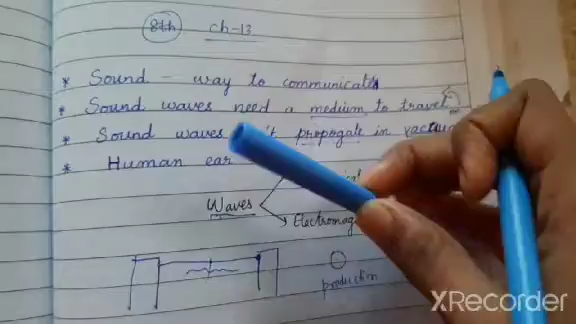 8th ch-13
* Sound - way to communicate
* Sound waves need a medium to travel
* Sound waves propogate in
* Human ear
Waves
Electromag
production
XRecorder